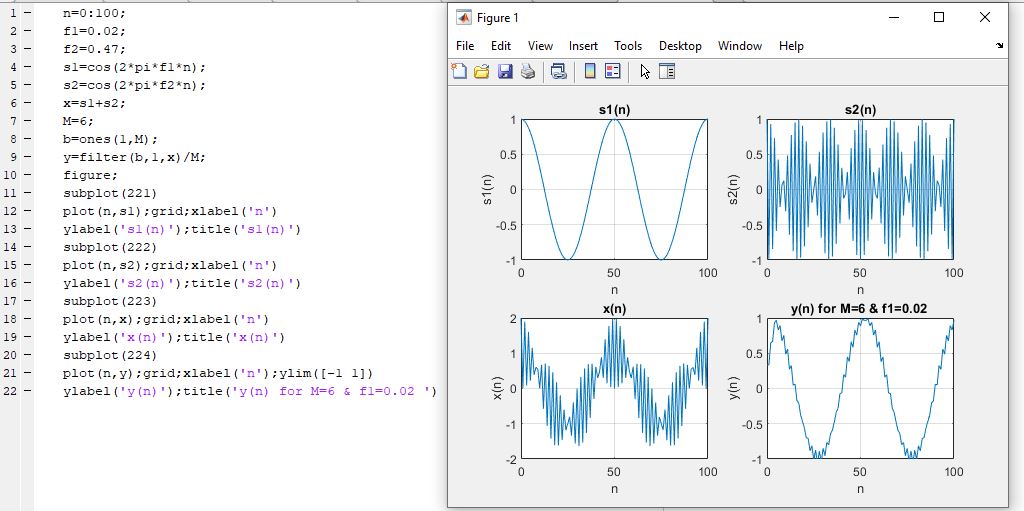 1 − n=0:100;
2 − f1=0.02;
3 − f2=0.47;
4 − s1=cos(2*pi*f1*n);
5 − s2=cos(2*pi*f2*n);
6 − x=s1+s2;
7 − M=6;
8 − b=ones(1,M);
9 − y=filter(b,1,x)/M;
10 − figure;
11 − subplot(221)
12 − plot(n,s1);grid;xlabel('n')
13 − ylabel('s1(n)');title('s1(n)')
14 − subplot(222)
15 − plot(n,s2);grid;xlabel('n')
16 − ylabel('s2(n)');title('s2(n)')
17 − subplot(223)
18 − plot(n,x);grid;xlabel('n')
19 − ylabel('x(n)');title('x(n)')
20 − subplot(224)
21 − plot(n,y);grid;xlabel('n');ylim([-1 1])
22 − ylabel('y(n)');title('y(n) for M=6 & f1=0.02 ')
Figure 1
File Edit View Insert Tools Desktop Window Help
s1(n)
1
0.5
0
-0.5
-1
s1(n)
0 50 100
n
s2(n)
1
0.5
0
-0.5
-1
s2(n)
0 50 100
n
x(n)
2
1
0
-1
-2
x(n)
0 50 100
n
y(n) for M=6 & f1=0.02
1
0.5
0
-0.5
-1
y(n)
0 50 100
n